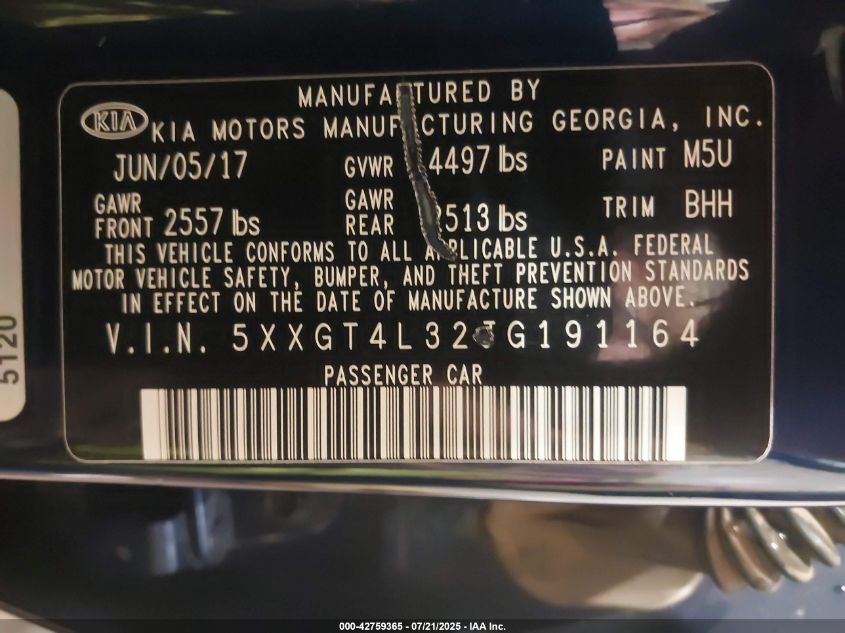 MANUFACTURED BY
KIA KIA MOTORS MANUFACTURING GEORGIA, INC.
JUN/05/17 GVWR 4497 lbs PAINT M5U
GAWR FRONT 2557 lbs GAWR REAR 2513 lbs TRIM BHH
THIS VEHICLE CONFORMS TO ALL APPLICABLE U.S.A. FEDERAL
MOTOR VEHICLE SAFETY, BUMPER, AND THEFT PREVENTION STANDARDS
IN EFFECT ON THE DATE OF MANUFACTURE SHOWN ABOVE.
V.I.N. 5XXGT4L32JG191164
PASSENGER CAR
5120
000-42759365 - 07/21/2025 - IAA Inc.